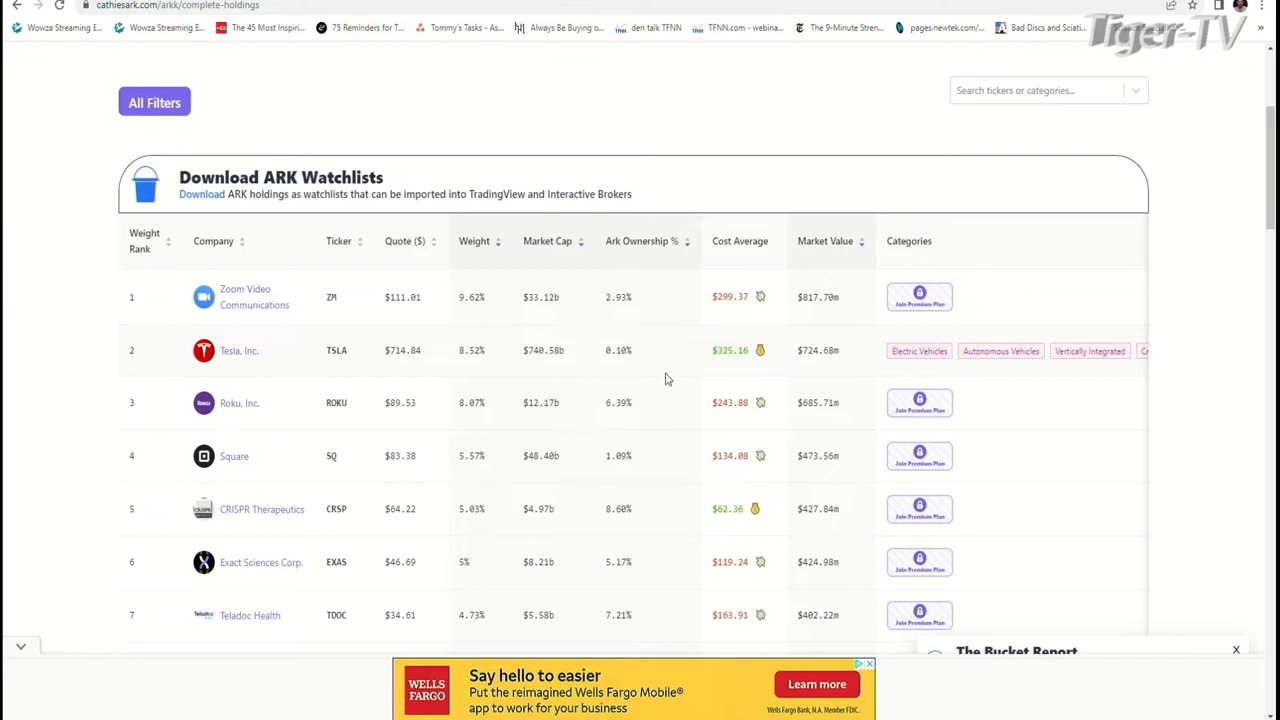 cathiesark.com/arkk/complete-holdings
Wowza Streaming E...
Wowza Streaming E...
The 45 Most Inspiri...
75 Reminders for T...
Tommy's Tasks - As...
Always Be Buying o...
den talk TFNN
TFNN.com - webina...
The 9-Minute Stren...
pages.newtek.com/...
Bad Discs and Sciati...
Tiger-TV
All Filters
Search tickers or categories...
Download ARK Watchlists
Download ARK holdings as watchlists that can be imported into TradingView and Interactive Brokers
Weight Rank Company Ticker Quote ($) Weight Market Cap Ark Ownership % Cost Average Market Value Categories
1 Zoom Video Communications ZM $111.01 9.62% $33.12b 2.93% $299.37 $817.70m Join Premium Plan
2 Tesla, Inc. TSLA $714.84 8.52% $740.58b 0.10% $325.16 $724.68m Electric Vehicles Autonomous Vehicles Vertically Integrated
3 Roku Roku, Inc. ROKU $89.53 8.07% $12.17b 6.39% $243.88 $685.71m Join Premium Plan
4 Square SQ $83.38 5.57% $48.40b 1.09% $134.08 $473.56m Join Premium Plan
5 CRISPR CRISPR Therapeutics CRSP $64.22 5.03% $4.97b 8.60% $62.36 $427.84m Join Premium Plan
6 Exact Sciences Corp. EXAS $46.69 5% $8.21b 5.17% $119.24 $424.98m Join Premium Plan
7 Teladoc Teladoc Health TDOC $34.61 4.73% $5.58b 7.21% $163.91 $402.22m Join Premium Plan
The Bucket Report X
WELLS FARGO
Say hello to easier
Put the reimagined Wells Fargo Mobile®
app to work for your business
Learn more
Wells Fargo Bank, N.A. Member FDIC.